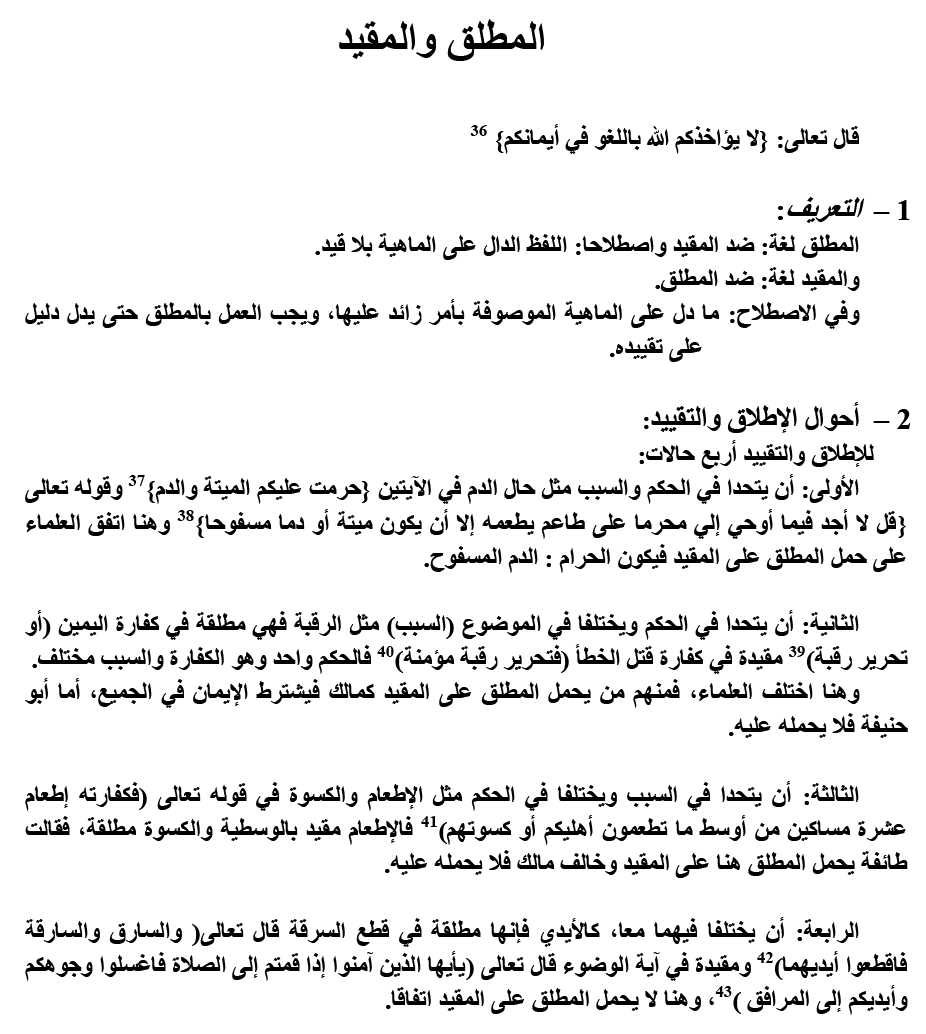 المطلق والمقيد
قال تعالى: {لا يؤاخذكم الله باللغو في أيمانكم} 36
1 – التعريف:
المطلق لغة: ضد المقيد واصطلاحا: اللفظ الدال على الماهية بلا قيد.
والمقيد لغة: ضد المطلق.
وفي الاصطلاح: ما دل على الماهية الموصوفة بأمر زائد عليها، ويجب العمل بالمطلق حتى يدل دليل
على تقييده.
2 – أحوال الإطلاق والتقييد:
للإطلاق والتقييد أربع حالات:
الأولى: أن يتحدا في الحكم والسبب مثل حال الدم في الآيتين {حرمت عليكم الميتة والدم}37 وقوله تعالى
{قل لا أجد فيما أوحي إلي محرما على طاعم يطعمه إلا أن يكون ميتة أو دما مسفوحا}38 وهنا اتفق العلماء
على حمل المطلق على المقيد فيكون الحرام : الدم المسفوح.
الثانية: أن يتحدا في الحكم ويختلفا في الموضوع (السبب) مثل الرقبة فهي مطلقة في كفارة اليمين (أو
تحرير رقبة)39 مقيدة في كفارة قتل الخطأ (فتحرير رقبة مؤمنة)40 فالحكم واحد وهو الكفارة والسبب مختلف.
وهنا اختلف العلماء، فمنهم من يحمل المطلق على المقيد كمالك فيشترط الإيمان في الجميع، أما أبو
حنيفة فلا يحمله عليه.
الثالثة: أن يتحدا في السبب ويختلفا في الحكم مثل الإطعام والكسوة في قوله تعالى (فكفارته إطعام
عشرة مساكين من أوسط ما تطعمون أهليكم أو كسوتهم)41 فالإطعام مقيد بالوسطية والكسوة مطلقة، فقالت
طائفة يحمل المطلق هنا على المقيد وخالف مالك فلا يحمله عليه.
الرابعة: أن يختلفا فيهما معا، كالأيدي فإنها مطلقة في قطع السرقة قال تعالى( والسارق والسارقة
فاقطعوا أيديهما)42 ومقيدة في آية الوضوء قال تعالى (يأيها الذين آمنوا إذا قمتم إلى الصلاة فاغسلوا وجوهكم
وأيديكم إلى المرافق )43، وهنا لا يحمل المطلق على المقيد اتفاقا.